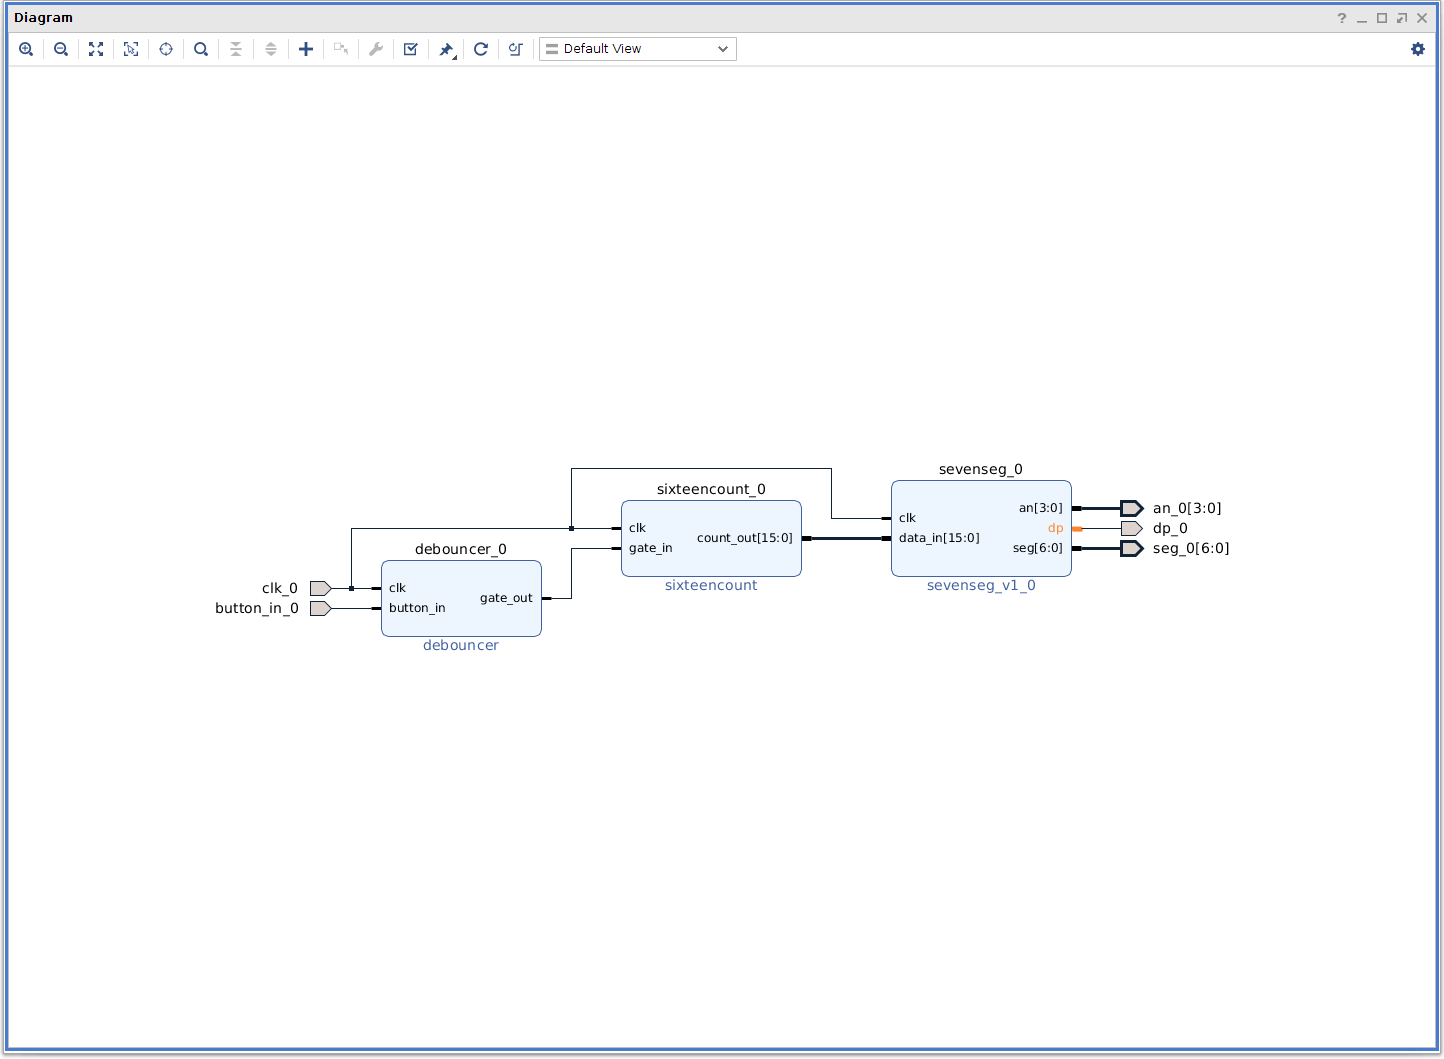 Diagram
Default View
sevenseg_0
sixteencount_0
an[3:0]
an_0[3:0]
clk
clk
dp
dp_0
count_out[15:0]
data_in[15:0]
gate_in
seg[6:0]
seg_0[6:0]
debouncer_0
sixteencount
sevenseg_v1_0
clk_0
clk
gate_out
button_in_0
button_in
debouncer